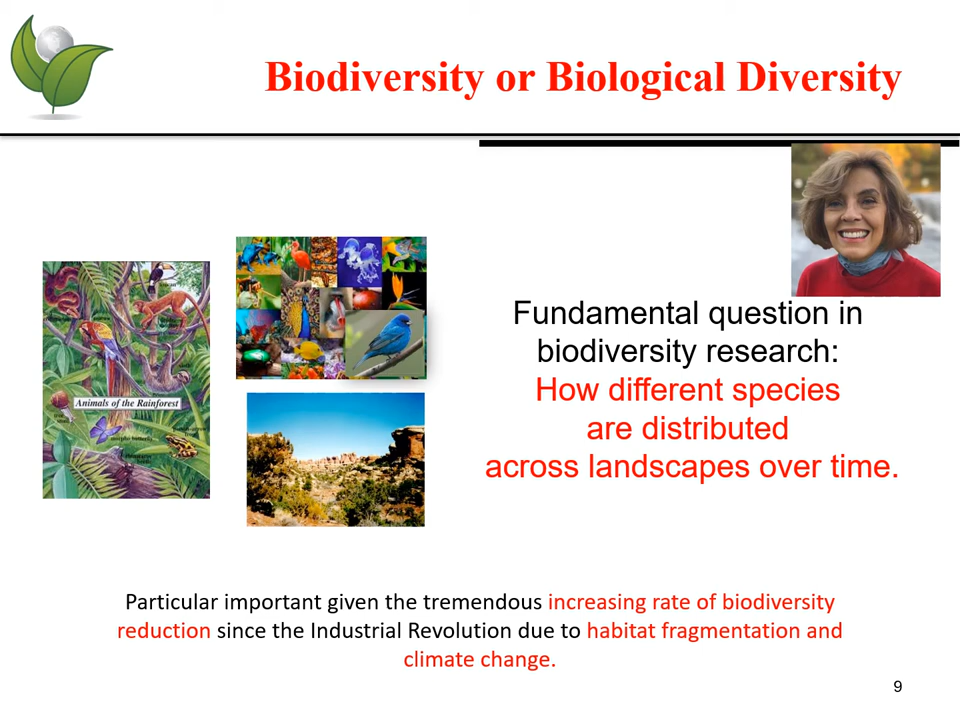 Biodiversity or Biological Diversity
Animals of the Rainforest
Fundamental question in
biodiversity research:
How different species
are distributed
across landscapes over time.
Particular important given the tremendous increasing rate of biodiversity
reduction since the Industrial Revolution due to habitat fragmentation and
climate change.
9